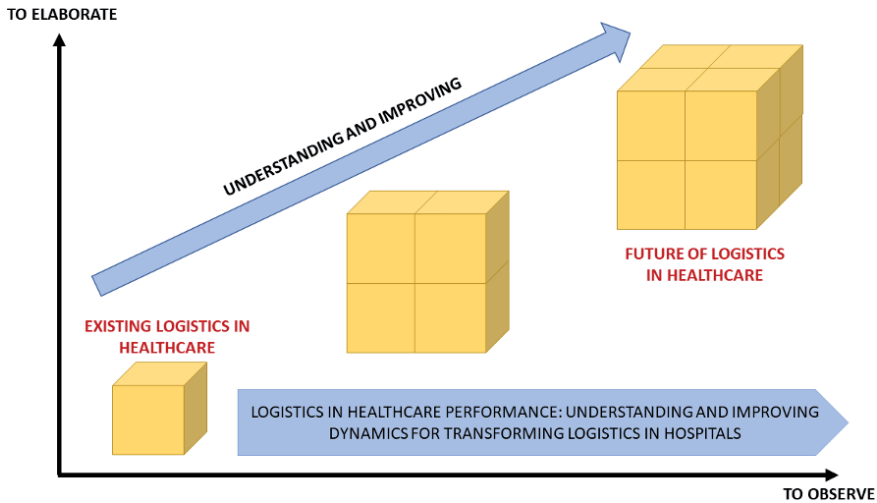 TO ELABORATE
UNDERSTANDING AND IMPROVING
FUTURE OF LOGISTICS
IN HEALTHCARE
EXISTING LOGISTICS IN
HEALTHCARE
LOGISTICS IN HEALTHCARE PERFORMANCE: UNDERSTANDING AND IMPROVING
DYNAMICS FOR TRANSFORMING LOGISTICS IN HOSPITALS
TO OBSERVE